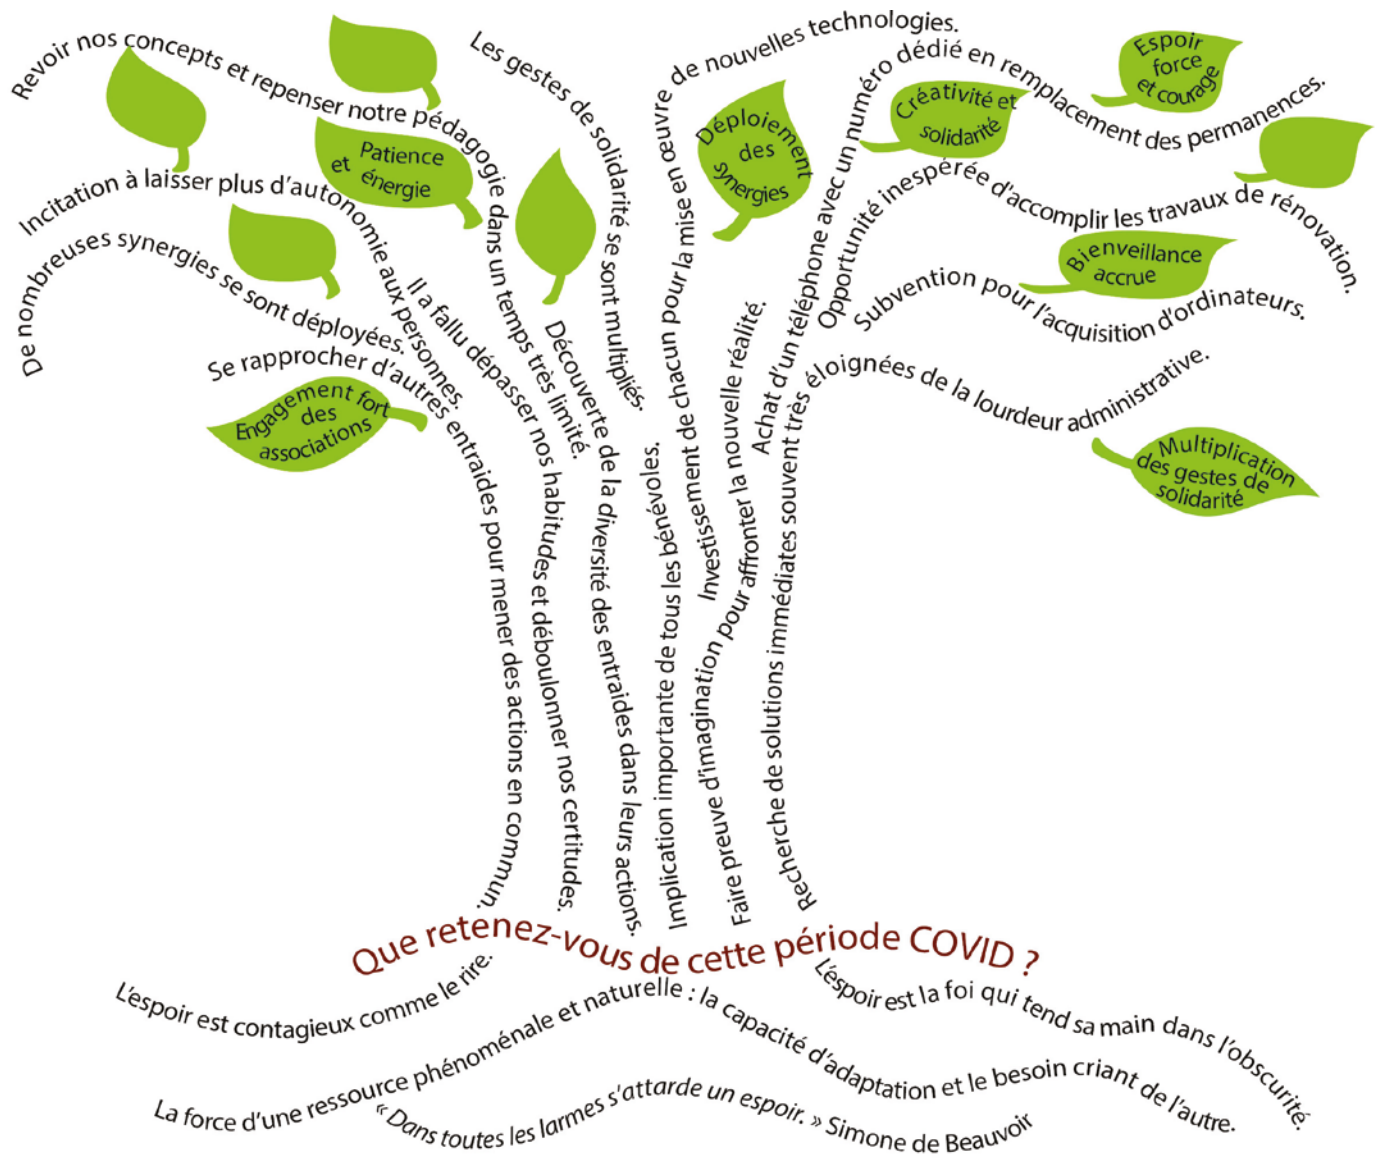 Revoir nos concepts et repenser notre pédagogie dans un temps très limité.
Incitation à laisser plus d'autonomie aux personnes.
De nombreuses synergies se sont déployées.
Se rapprocher d'autres entraides pour mener des actions en commun.
Il a fallu dépasser nos habitudes et déboulonner nos certitudes.
Découverte de la diversité des entraides dans leurs actions.
Les gestes de solidarité se sont multipliés.
Implication importante de tous les bénévoles.
Investissement de chacun pour la mise en œuvre de nouvelles technologies.
Faire preuve d'imagination pour affronter la nouvelle réalité.
Achat d'un téléphone avec un numéro dédié en remplacement des permanences.
Opportunité inespérée d'accomplir les travaux de rénovation.
Subvention pour l'acquisition d'ordinateurs.
Recherche de solutions immédiates souvent très éloignées de la lourdeur administrative.
Patience
et énergie
Engagement fort
des
associations
Déploiement
des
synergies
Créativité et
solidarité
Espoir
force
et courage
Bienveillance
accrue
Multiplication
des gestes de
solidarité
Que retenez-vous de cette période COVID ?
L'espoir est contagieux comme le rire.
L'espoir est la foi qui tend sa main dans l'obscurité.
La force d'une ressource phénoménale et naturelle : la capacité d'adaptation et le besoin criant de l'autre.
« Dans toutes les larmes s'attarde un espoir. » Simone de Beauvoir